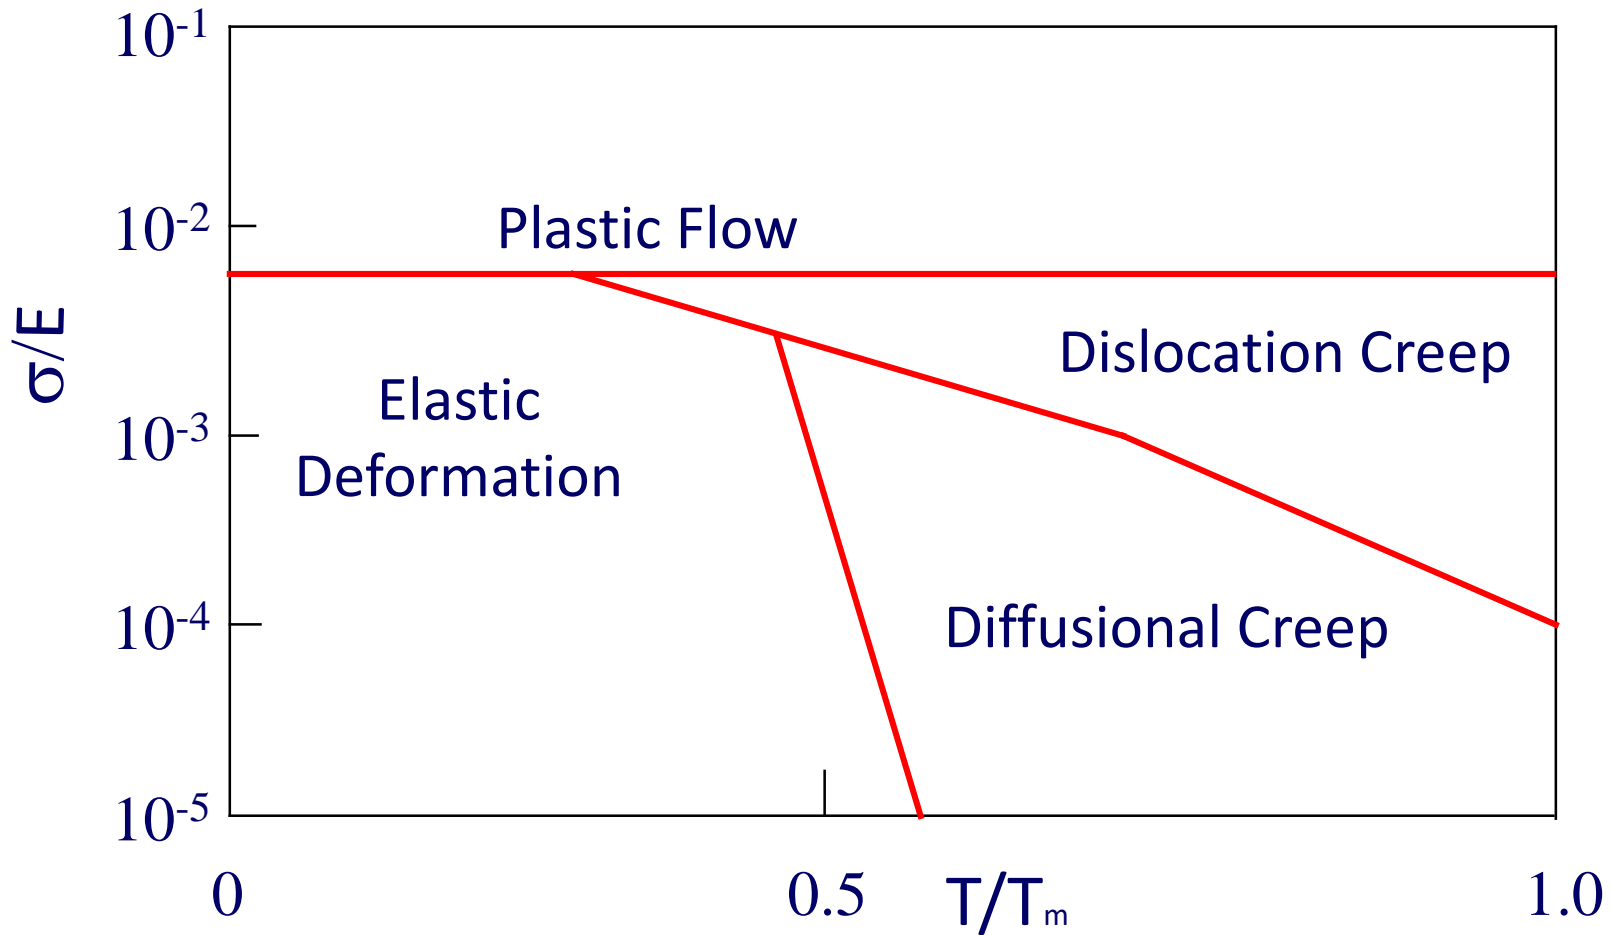 10-1
10-2
Plastic Flow
σ/E
Dislocation Creep
Elastic
Deformation
10-3
10-4
Diffusional Creep
10-5
0
0.5
T/Tm
1.0